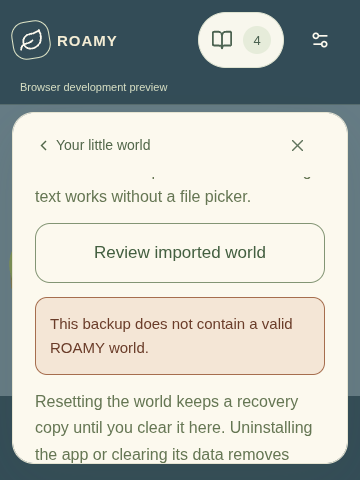 ROAMY
4
Browser development preview
Your little world
text works without a file picker.
Review imported world
This backup does not contain a valid
ROAMY world.
Resetting the world keeps a recovery
copy until you clear it here. Uninstalling
the app or clearing its data removes